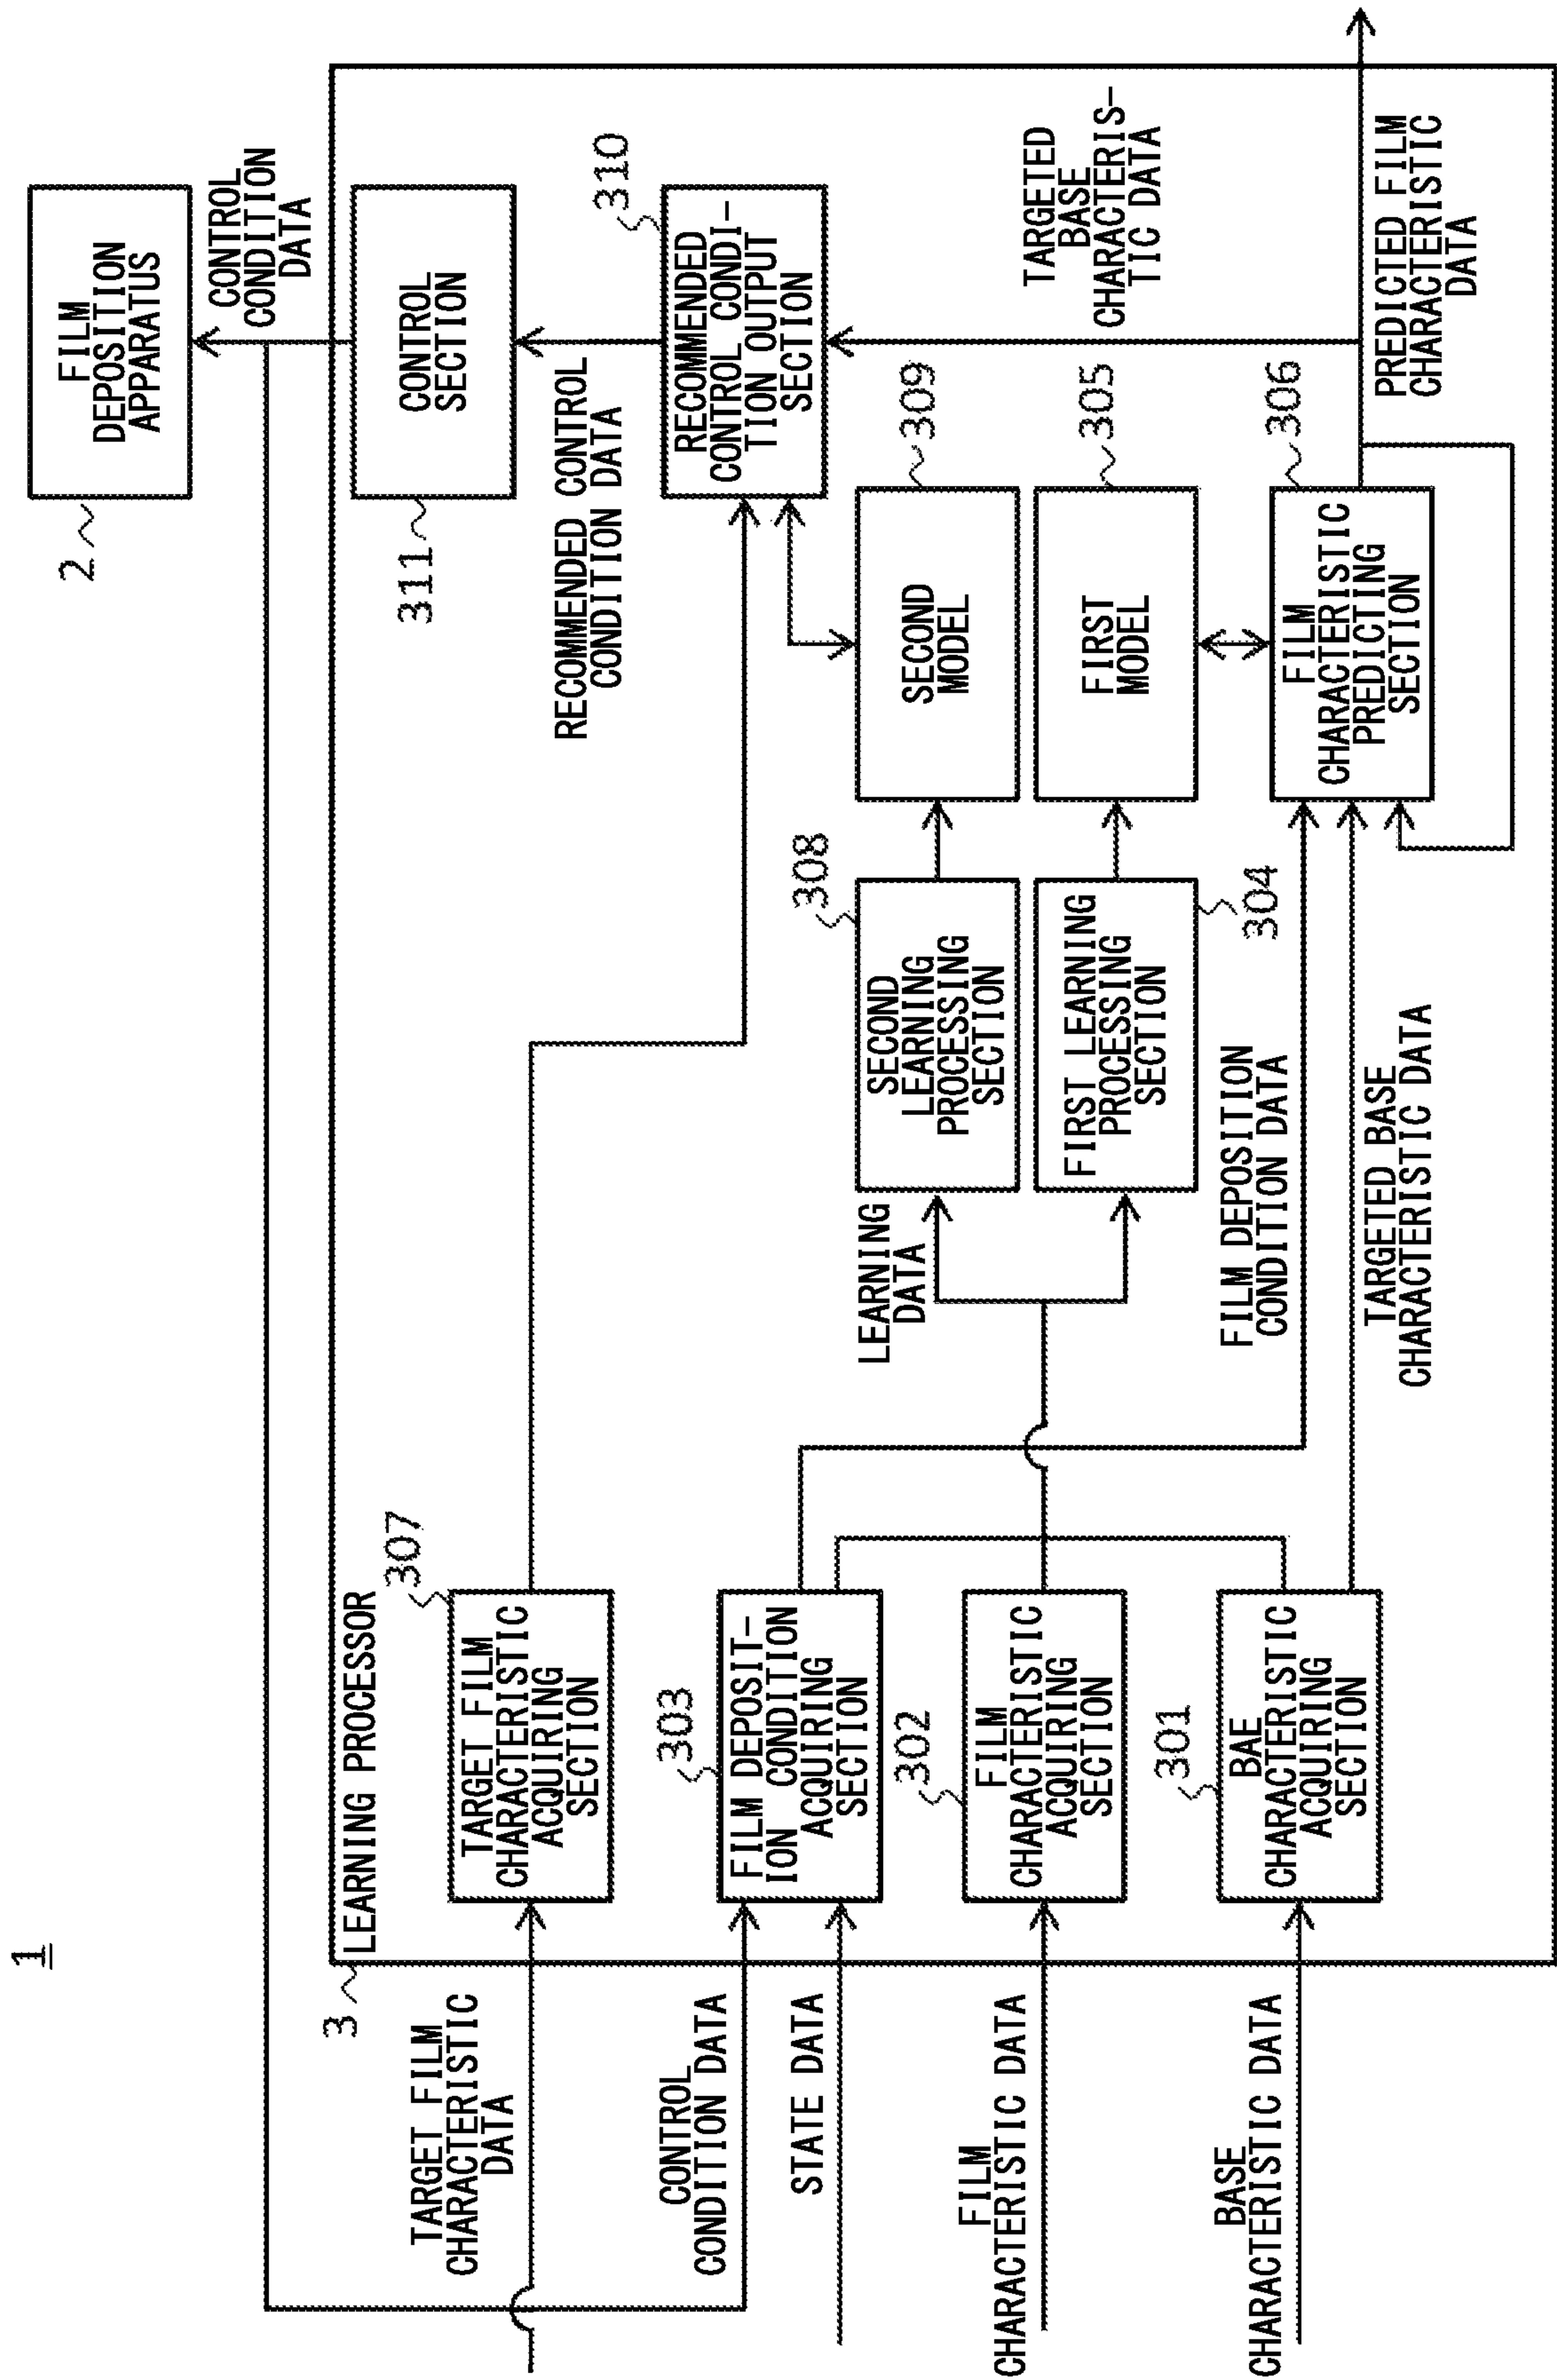 1
FILM
DEPOSITION
APPARATUS
2
CONTROL
CONDITION
DATA
3
LEARNING PROCESSOR
TARGET FILM
CHARACTERISTIC
DATA
307
TARGET FILM
CHARACTERISTIC
ACQUIRING
SECTION
311
CONTROL
SECTION
RECOMMENDED CONTROL
CONDITION DATA
310
RECOMMENDED
CONTROL CONDI-
TION OUTPUT
SECTION
CONTROL
CONDITION DATA
STATE DATA
303
FILM DEPOSIT-
ION CONDITION
ACQUIRING
SECTION
LEARNING
DATA
308
SECOND
LEARNING
PROCESSING
SECTION
309
SECOND
MODEL
TARGETED
BASE
CHARACTERIS-
TIC DATA
FILM
CHARACTERISTIC DATA
302
FILM
CHARACTERISTIC
ACQUIRING
SECTION
FIRST LEARNING
PROCESSING
SECTION
304
FIRST
MODEL
305
FILM DEPOSITION
CONDITION DATA
BASE
CHARACTERISTIC DATA
301
BAE
CHARACTERISTIC
ACQUIRING
SECTION
TARGETED BASE
CHARACTERISTIC DATA
306
FILM
CHARACTERISTIC
PREDICTING
SECTION
PREDICTED FILM
CHARACTERISTIC
DATA